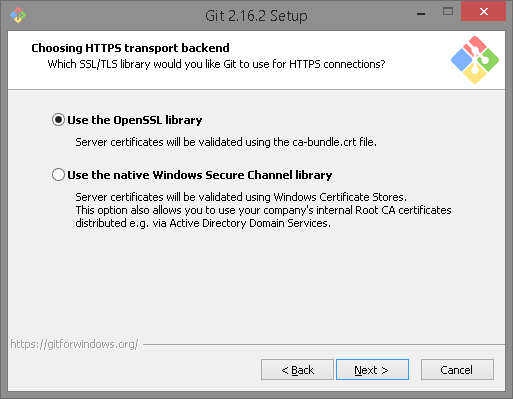 Git 2.16.2 Setup
Choosing HTTPS transport backend
Which SSL/TLS library would you like Git to use for HTTPS connections?
Use the OpenSSL library
Server certificates will be validated using the ca-bundle.crt file.
Use the native Windows Secure Channel library
Server certificates will be validated using Windows Certificate Stores.
This option also allows you to use your company's internal Root CA certificates
distributed e.g. via Active Directory Domain Services.
https://gitforwindows.org/
< Back
Next >
Cancel